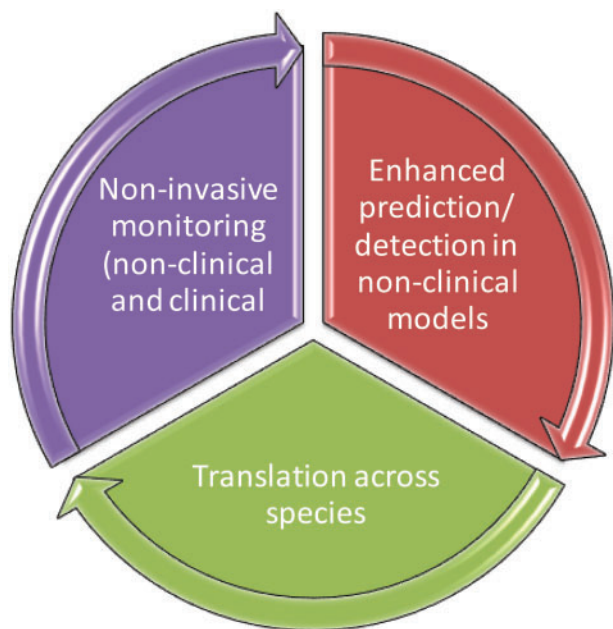 Non-invasive
monitoring
(non-clinical
and clinical
Enhanced
prediction/
detection in
non-clinical
models
Translation across
species